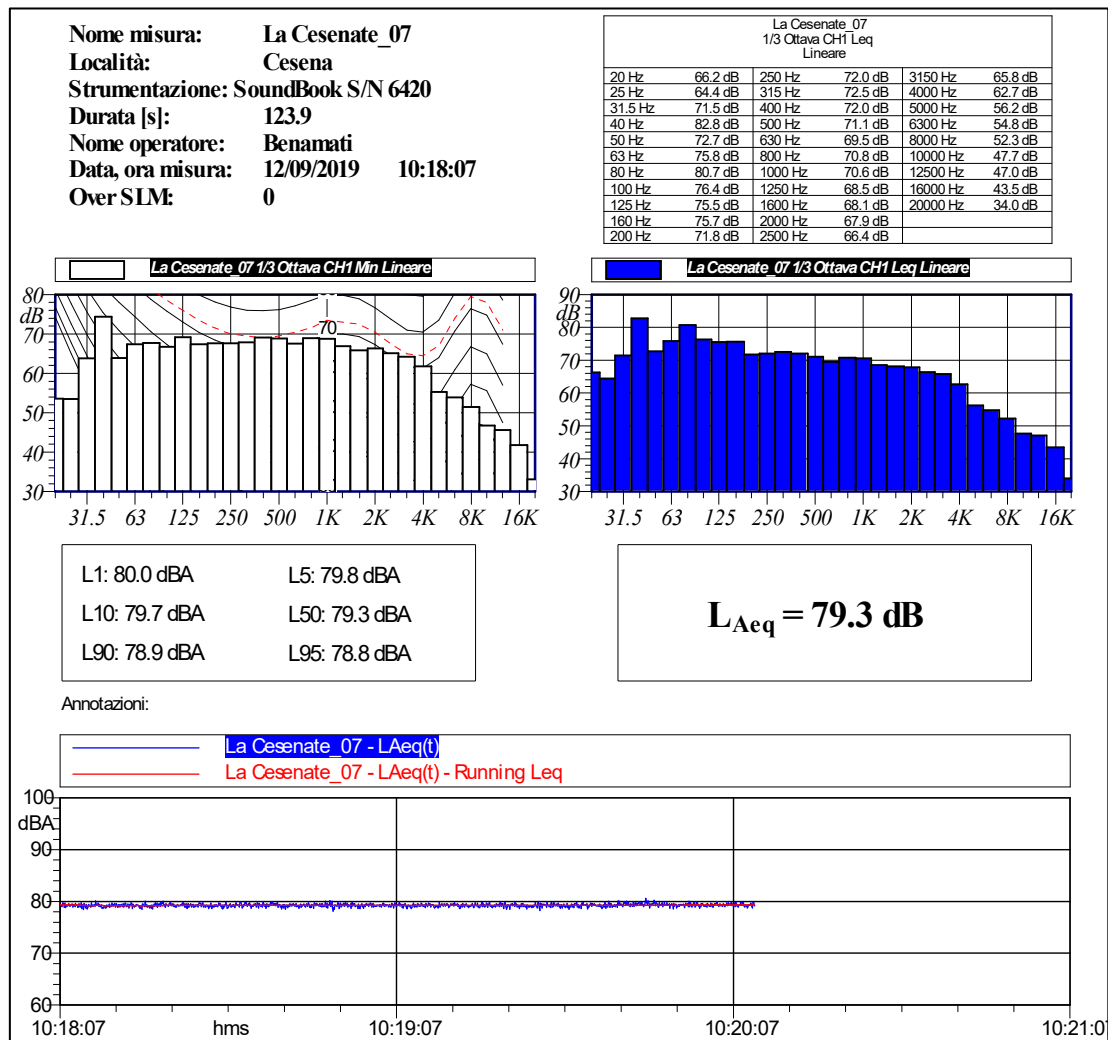 Nome misura: La Cesenate_07
Località: Cesena
Strumentazione: SoundBook S/N 6420
Durata [s]: 123.9
Nome operatore: Benamati
Data, ora misura: 12/09/2019 10:18:07
Over SLM: 0
La Cesenate_07
1/3 Ottava CH1 Leq
Lineare
20 Hz 66.2 dB 250 Hz 72.0 dB 3150 Hz 65.8 dB
25 Hz 64.4 dB 315 Hz 72.5 dB 4000 Hz 62.7 dB
31.5 Hz 71.5 dB 400 Hz 72.0 dB 5000 Hz 56.2 dB
40 Hz 82.8 dB 500 Hz 71.1 dB 6300 Hz 54.8 dB
50 Hz 72.7 dB 630 Hz 69.5 dB 8000 Hz 52.3 dB
63 Hz 75.8 dB 800 Hz 70.8 dB 10000 Hz 47.7 dB
80 Hz 80.7 dB 1000 Hz 70.6 dB 12500 Hz 47.0 dB
100 Hz 76.4 dB 1250 Hz 68.5 dB 16000 Hz 43.5 dB
125 Hz 75.5 dB 1600 Hz 68.1 dB 20000 Hz 34.0 dB
160 Hz 75.7 dB 2000 Hz 67.9 dB
200 Hz 71.8 dB 2500 Hz 66.4 dB
La Cesenate_07 1/3 Ottava CH1 Min Lineare
80
dB
70
60
50
40
30
70
31.5 63 125 250 500 1K 2K 4K 8K 16K
La Cesenate_07 1/3 Ottava CH1 Leq Lineare
90
dB
80
70
60
50
40
30
31.5 63 125 250 500 1K 2K 4K 8K 16K
L1: 80.0 dBA L5: 79.8 dBA
L10: 79.7 dBA L50: 79.3 dBA
L90: 78.9 dBA L95: 78.8 dBA
LAeq = 79.3 dB
Annotazioni:
La Cesenate_07 - LAeq(t)
La Cesenate_07 - LAeq(t) - Running Leq
100
dBA
90
80
70
60
10:18:07 hms 10:19:07 10:20:07 10:21:07